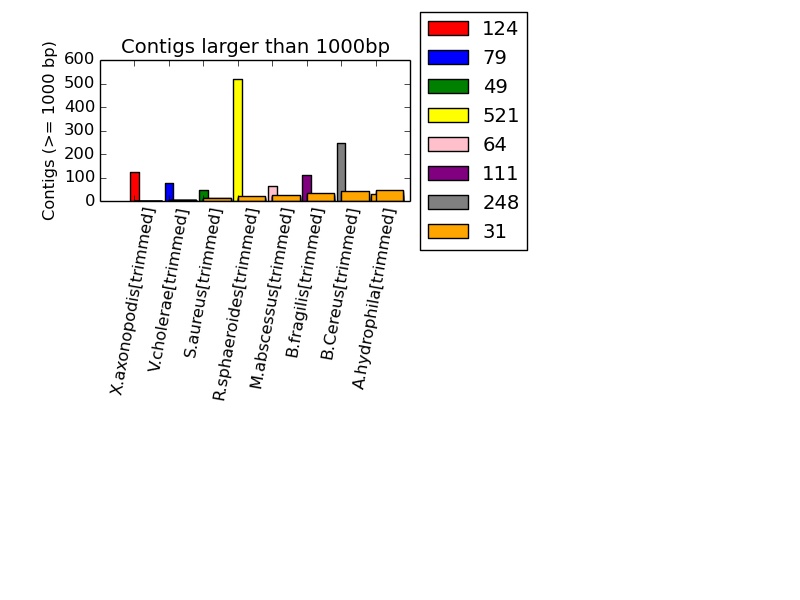 Contigs larger than 1000bp
Contigs (>= 1000 bp)
600
500
400
300
200
100
0
X.axonopodis[trimmed]
V.cholerae[trimmed]
S.aureus[trimmed]
R.sphaeroides[trimmed]
M.abscessus[trimmed]
B.fragilis[trimmed]
B.Cereus[trimmed]
A.hydrophila[trimmed]
124
79
49
521
64
111
248
31